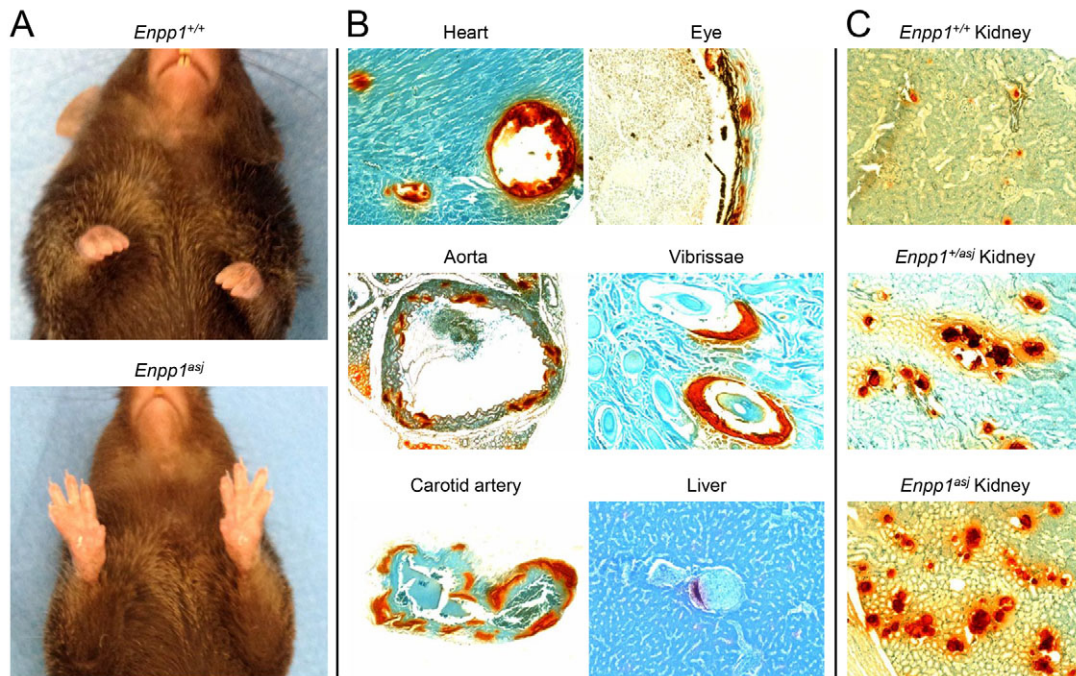 A
Enpp1+/+
Enpp1asj
B
Heart
Eye
Aorta
Vibrissae
Carotid artery
Liver
C
Enpp1+/+ Kidney
Enpp1+/asj Kidney
Enpp1asj Kidney